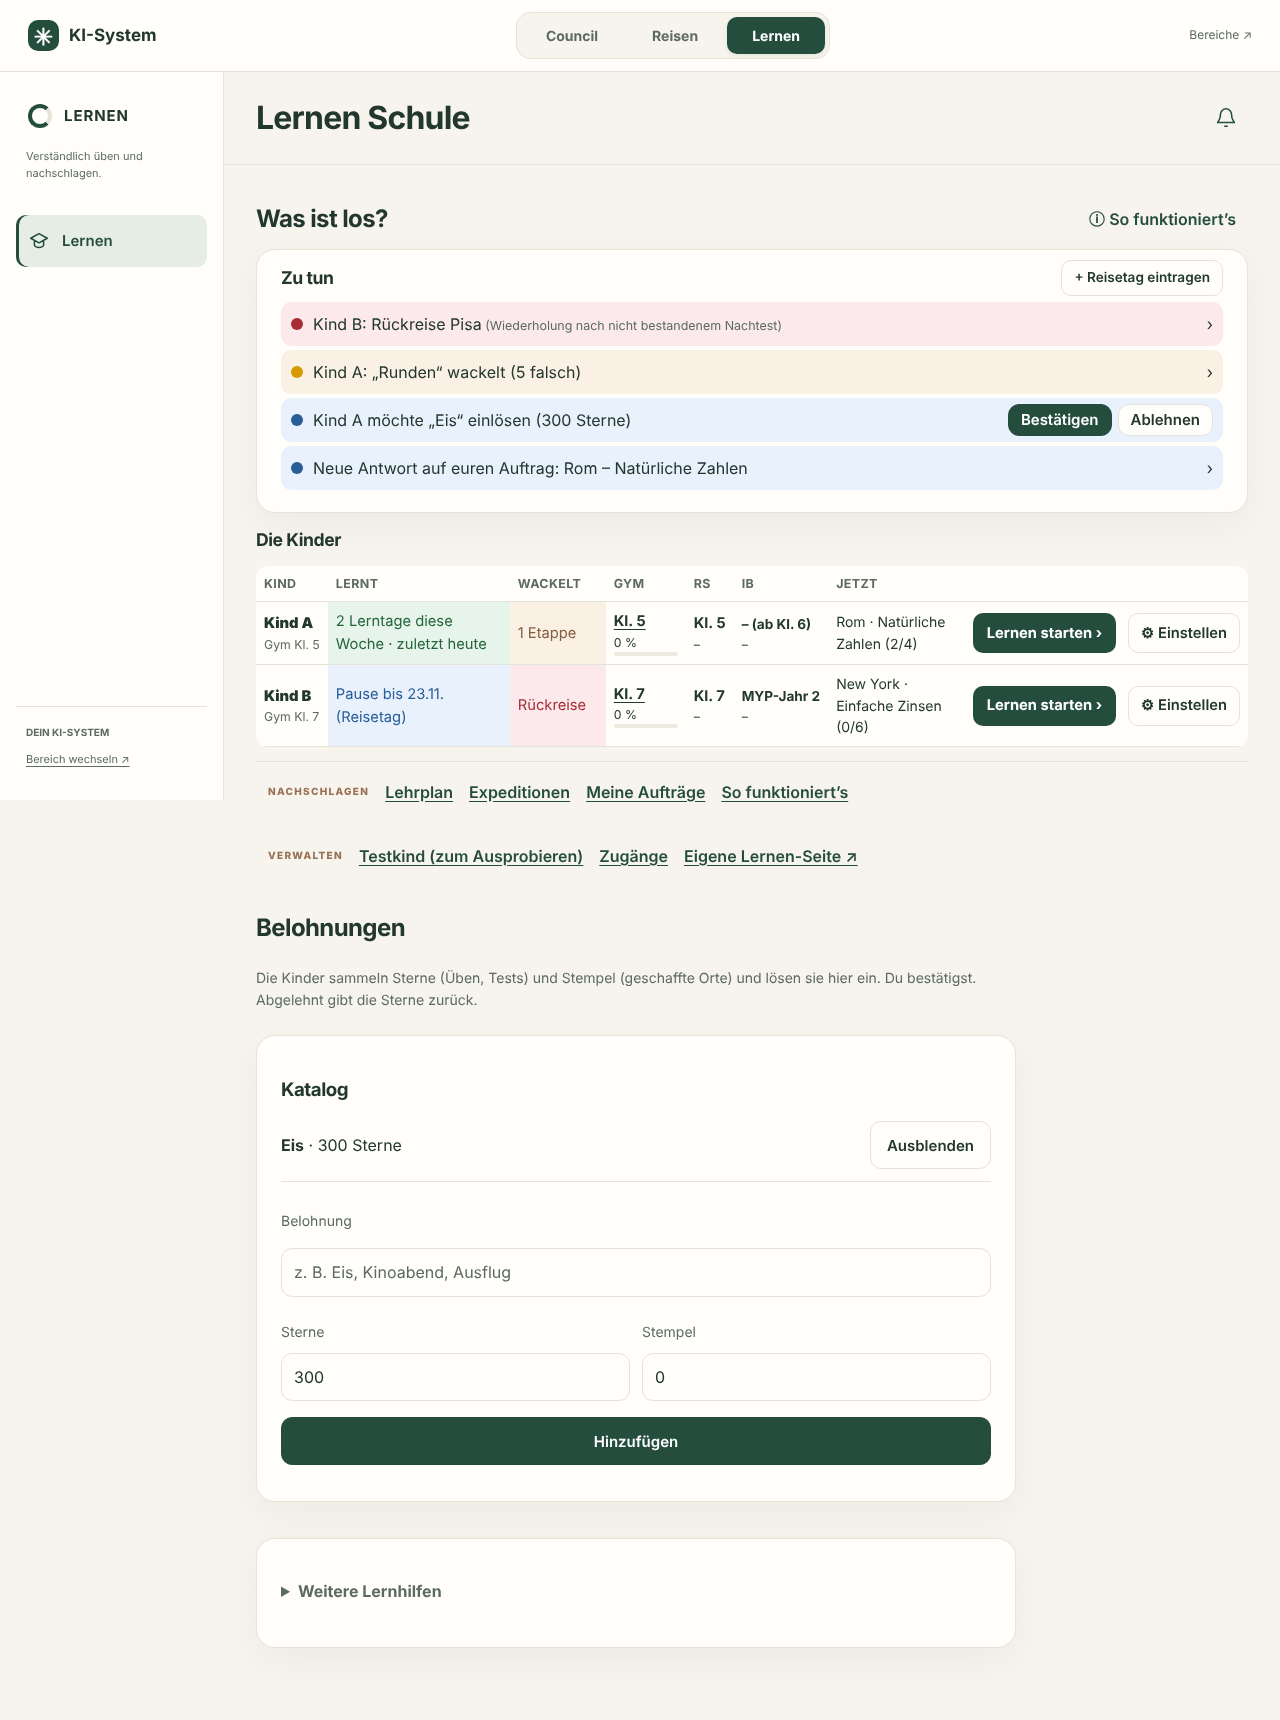 KI-System
Council
Reisen
Lernen
Bereiche ↗
LERNEN
Verständlich üben und
nachschlagen.
Lernen
DEIN KI-SYSTEM
Bereich wechseln ↗
Lernen Schule
Was ist los?
ⓘ So funktioniert’s
Zu tun
+ Reisetag eintragen
Kind B: Rückreise Pisa (Wiederholung nach nicht bestandenem Nachtest) ›
Kind A: „Runden“ wackelt (5 falsch) ›
Kind A möchte „Eis“ einlösen (300 Sterne)
Bestätigen
Ablehnen
Neue Antwort auf euren Auftrag: Rom – Natürliche Zahlen ›
Die Kinder
KIND LERNT WACKELT GYM RS IB JETZT
Kind A
Gym Kl. 5
2 Lerntage diese
Woche · zuletzt heute
1 Etappe
Kl. 5
0 %
Kl. 5
–
– (ab Kl. 6)
–
Rom · Natürliche
Zahlen (2/4)
Lernen starten ›
⚙ Einstellen
Kind B
Gym Kl. 7
Pause bis 23.11.
(Reisetag)
Rückreise
Kl. 7
0 %
Kl. 7
–
MYP-Jahr 2
–
New York ·
Einfache Zinsen
(0/6)
Lernen starten ›
⚙ Einstellen
NACHSCHLAGEN Lehrplan Expeditionen Meine Aufträge So funktioniert’s
VERWALTEN Testkind (zum Ausprobieren) Zugänge Eigene Lernen-Seite ↗
Belohnungen
Die Kinder sammeln Sterne (Üben, Tests) und Stempel (geschaffte Orte) und lösen sie hier ein. Du bestätigst.
Abgelehnt gibt die Sterne zurück.
Katalog
Eis · 300 Sterne
Ausblenden
Belohnung
z. B. Eis, Kinoabend, Ausflug
Sterne
Stempel
300
0
Hinzufügen
▶ Weitere Lernhilfen